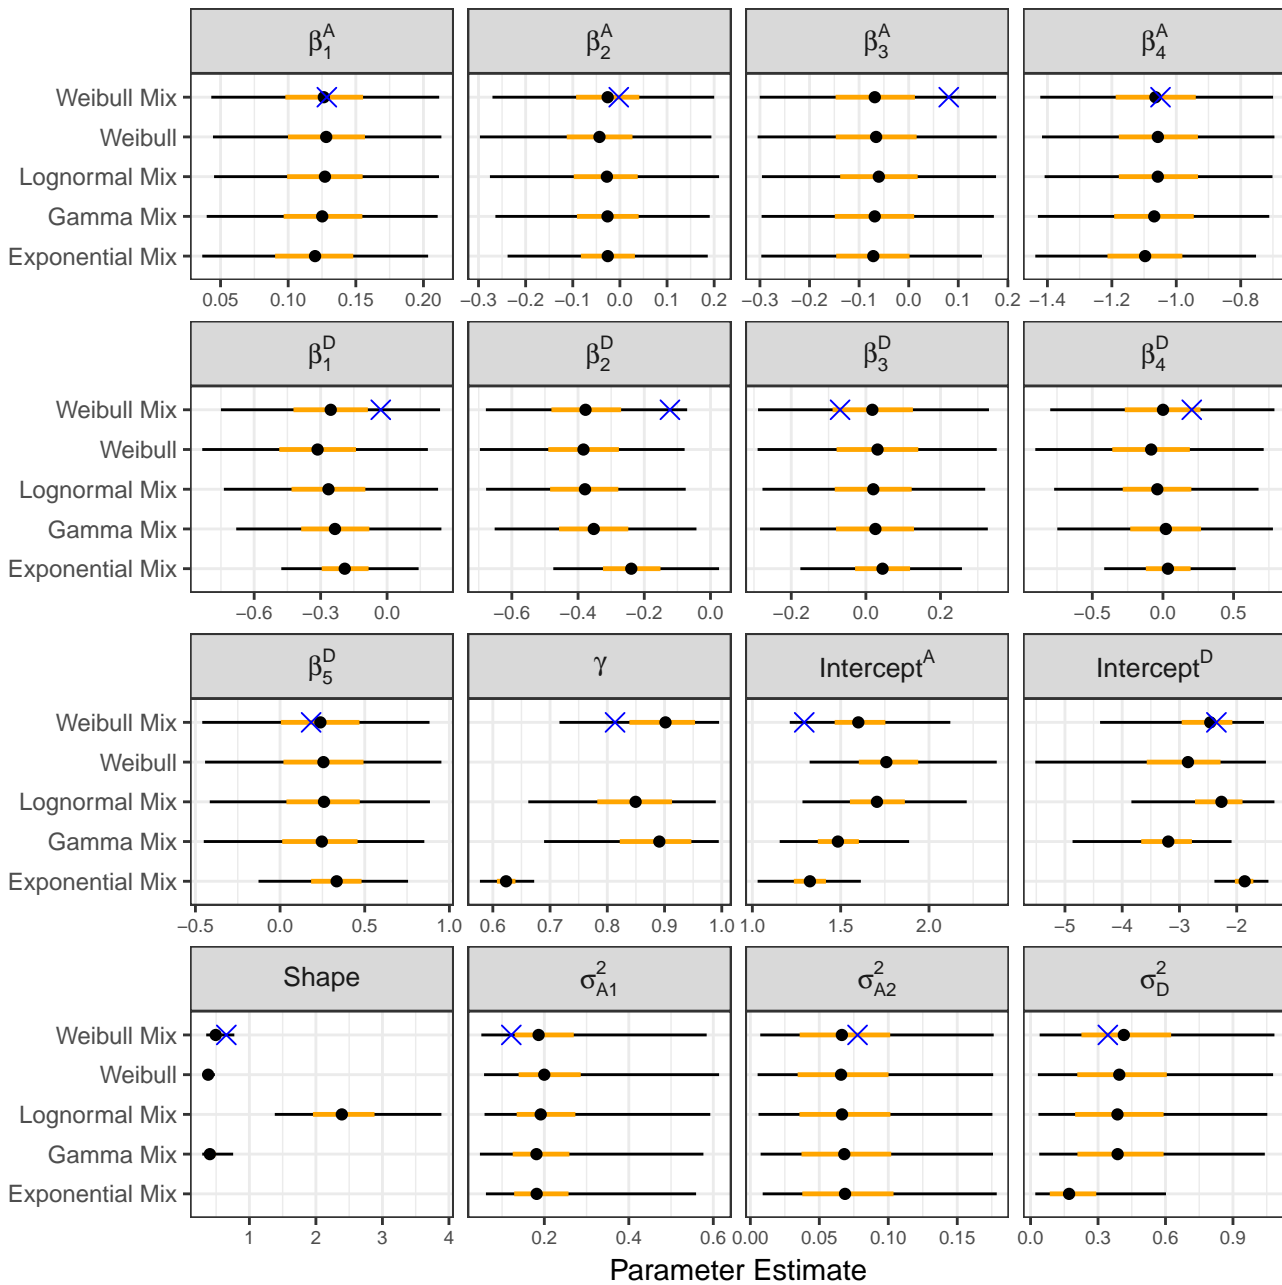 β₁ᴬ β₂ᴬ β₃ᴬ β₄ᴬ
Weibull Mix
Weibull
Lognormal Mix
Gamma Mix
Exponential Mix
0.05 0.10 0.15 0.20 −0.3 −0.2 −0.1 0.0 0.1 0.2 −0.3 −0.2 −0.1 0.0 0.1 0.2 −1.4 −1.2 −1.0 −0.8
β₁ᴰ β₂ᴰ β₃ᴰ β₄ᴰ
Weibull Mix
Weibull
Lognormal Mix
Gamma Mix
Exponential Mix
−0.6 −0.3 0.0 −0.6 −0.4 −0.2 0.0 −0.2 0.0 0.2 −0.5 0.0 0.5
β₅ᴰ γ Interceptᴬ Interceptᴰ
Weibull Mix
Weibull
Lognormal Mix
Gamma Mix
Exponential Mix
−0.5 0.0 0.5 1.0 0.6 0.7 0.8 0.9 1.0 1.0 1.5 2.0 −5 −4 −3 −2
Shape σ²A1 σ²A2 σ²D
Weibull Mix
Weibull
Lognormal Mix
Gamma Mix
Exponential Mix
1 2 3 4 0.2 0.4 0.6 0.00 0.05 0.10 0.15 0.0 0.3 0.6 0.9
Parameter Estimate